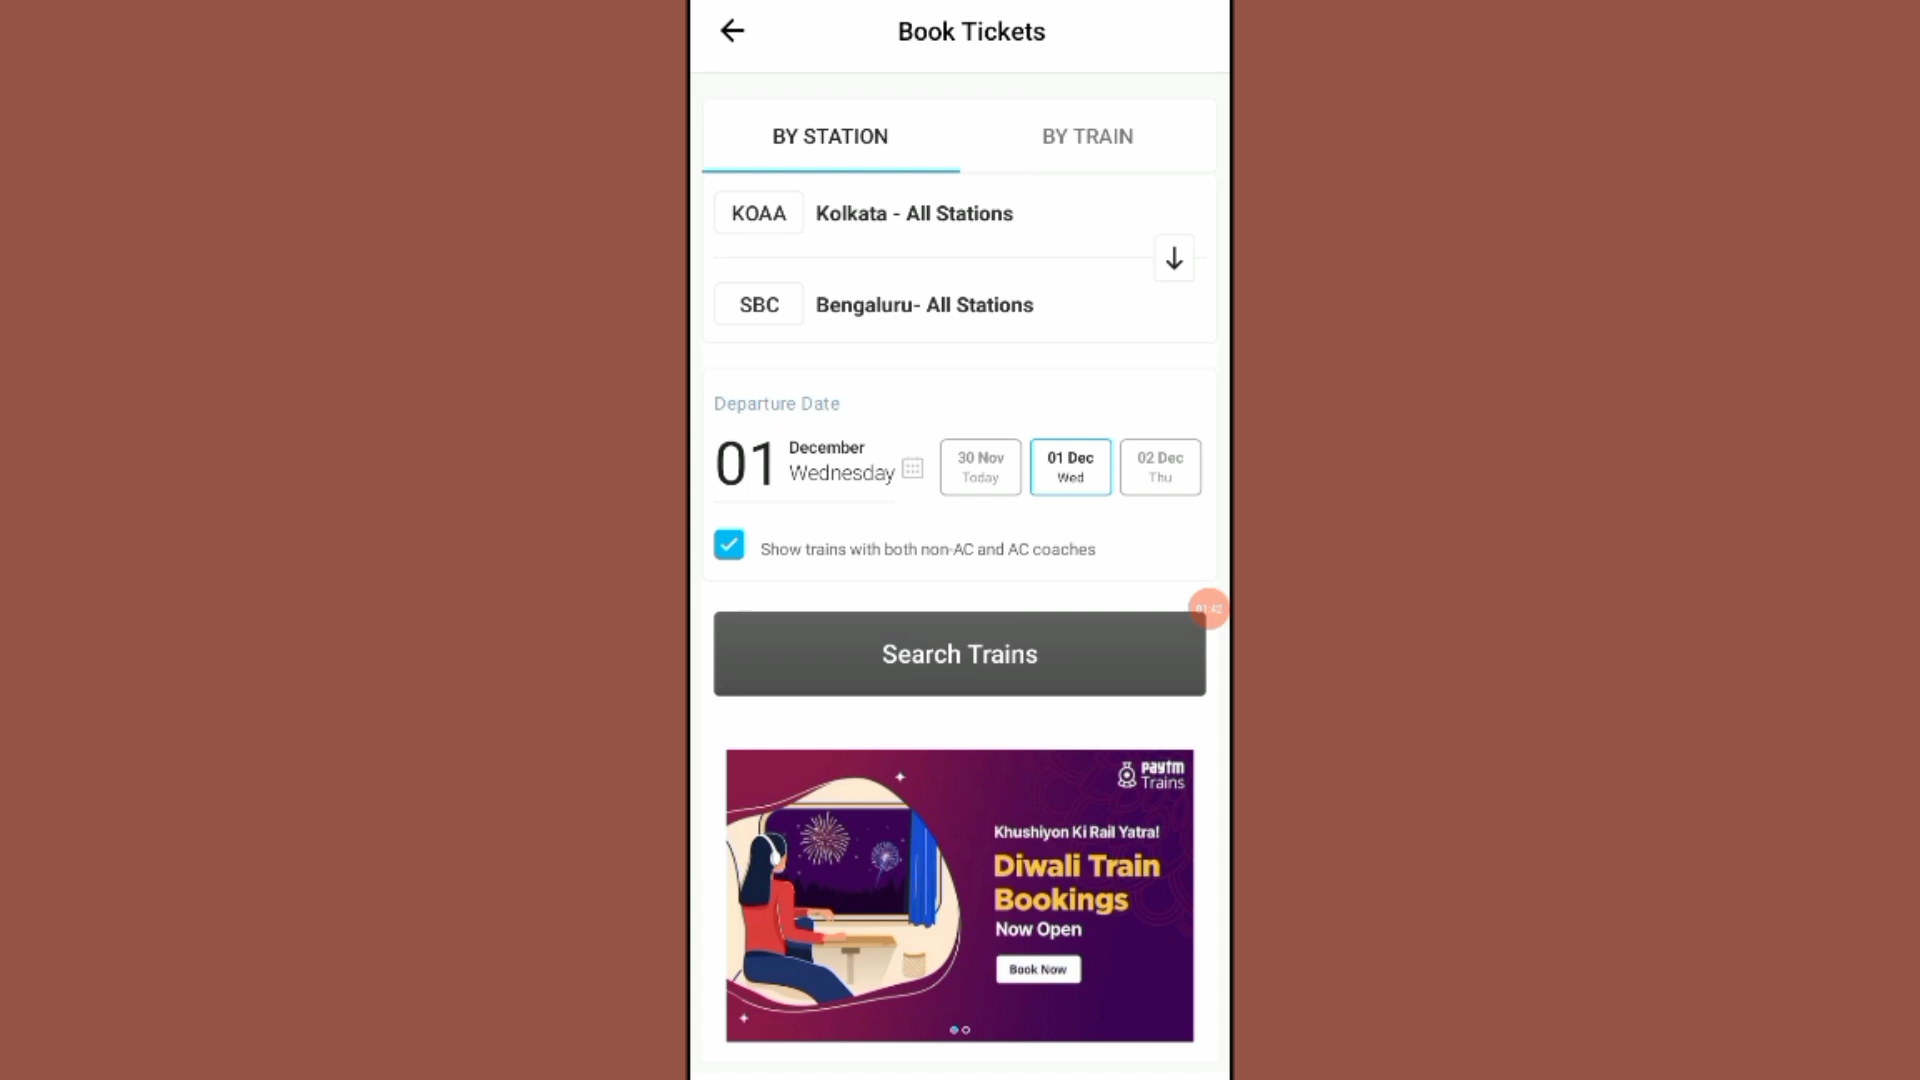 Book Tickets
BY STATION BY TRAIN
KOAA Kolkata - All Stations
SBC Bengaluru- All Stations
Departure Date
01 December Wednesday
30 Nov Today
01 Dec Wed
02 Dec Thu
Show trains with both non-AC and AC coaches
01:42
Search Trains
paytm
Trains
Khushiyon Ki Rail Yatra!
Diwali Train
Bookings
Now Open
Book Now